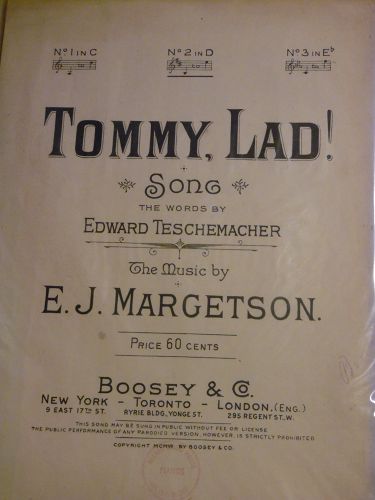 No 1 IN C No 2 IN D No 3 IN Eb
TOMMY, LAD!
SONG
THE WORDS BY
EDWARD TESCHEMACHER
The Music by
E. J. MARGETSON.
PRICE 60 CENTS
BOOSEY & Co.
NEW YORK - TORONTO - LONDON, (ENG.)
9 EAST 17TH ST. RYRIE BLDG, YONGE ST. 295 REGENT ST., W.
THIS SONG MAY BE SUNG IN PUBLIC WITHOUT FEE OR LICENSE
THE PUBLIC PERFORMANCE OF ANY PARODIED VERSION, HOWEVER, IS STRICTLY PROHIBITED
COPYRIGHT MCMVII BY BOOSEY & CO.